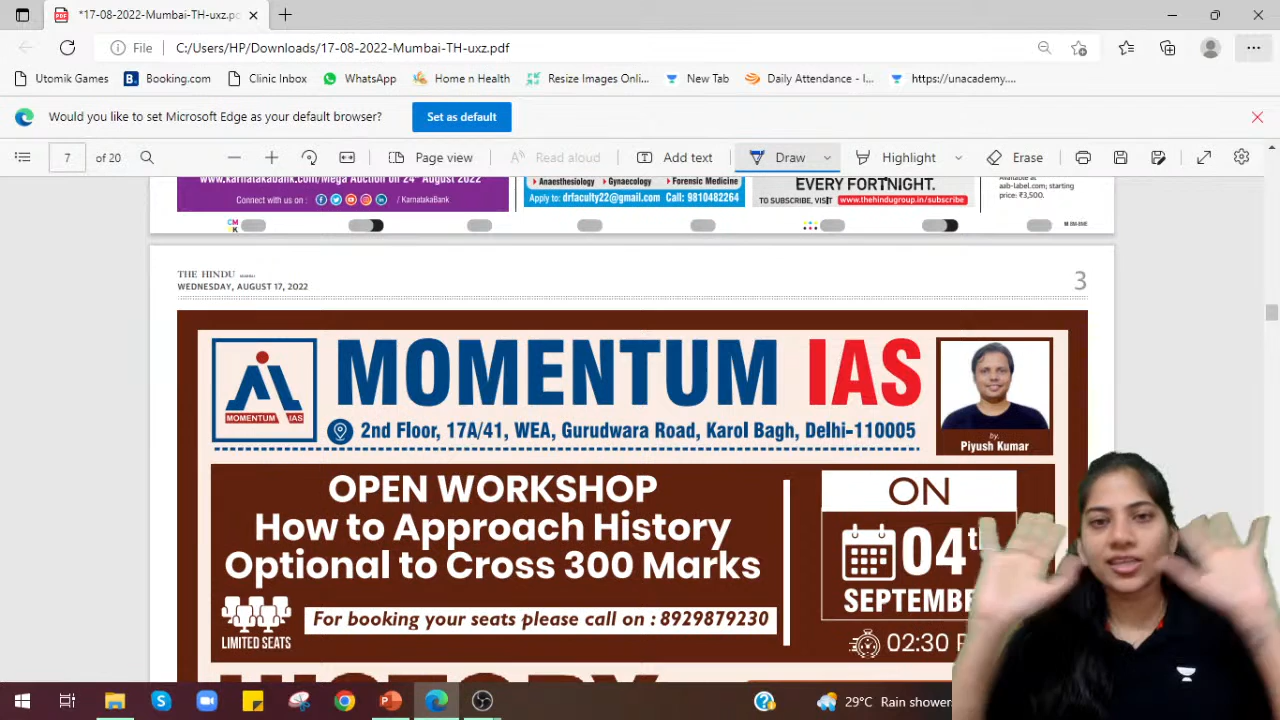 *17-08-2022-Mumbai-TH-uxz.pdf
File C:/Users/HP/Downloads/17-08-2022-Mumbai-TH-uxz.pdf
Utomik Games
Booking.com
Clinic Inbox
WhatsApp
Home n Health
Resize Images Onli...
New Tab
Daily Attendance - I...
https://unacademy....
Would you like to set Microsoft Edge as your default browser?
Set as default
7 of 20
Page view
Read aloud
Add text
Draw
Highlight
Erase
www.karnatakabank.com/Mega Auction on 24th August 2022
Connect with us on : / KarnatakaBank
Anaesthesiology Gynaecology Forensic Medicine
Apply to: drfaculty22@gmail.com Call: 9810482264
EVERY FORTNIGHT.
TO SUBSCRIBE, VISIT www.thehindugroup.in/subscribe
Available at
aab-label.com; starting
price: ₹3,500.
CM
K
THE HINDU
WEDNESDAY, AUGUST 17, 2022
3
MOMENTUM IAS
MOMENTUM IAS
2nd Floor, 17A/41, WEA, Gurudwara Road, Karol Bagh, Delhi-110005
by.
Piyush Kumar
OPEN WORKSHOP
How to Approach History
Optional to Cross 300 Marks
LIMITED SEATS
For booking your seats please call on : 8929879230
ON
04th
SEPTEMBE
02:30 P
29°C Rain showers